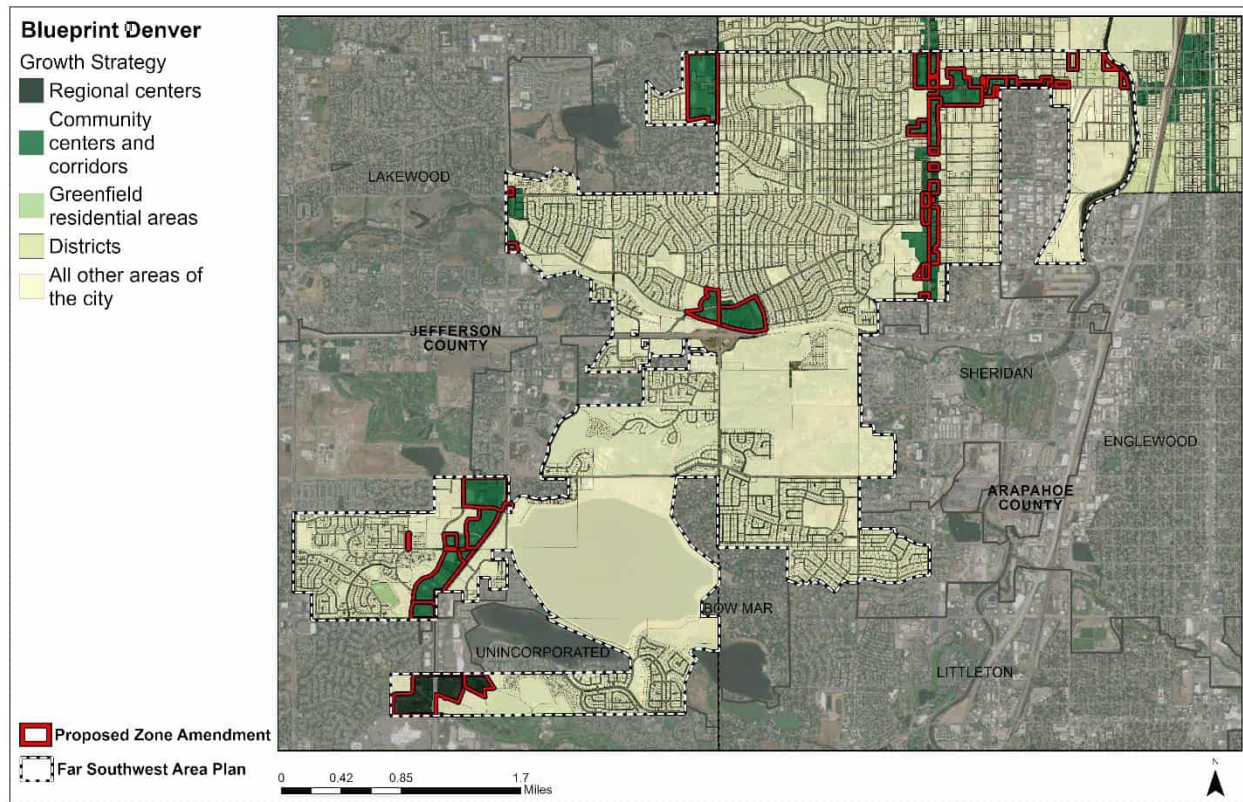 Blueprint Denver
Growth Strategy
Regional centers
Community
centers and
corridors
Greenfield
residential areas
Districts
All other areas of
the city
Proposed Zone Amendment
Far Southwest Area Plan
LAKEWOOD
JEFFERSON
COUNTY
SHERIDAN
ENGLEWOOD
ARAPAHOE
COUNTY
BOW MAR
UNINCORPORATED
LITTLETON
0 0.42 0.85 1.7
Miles
N